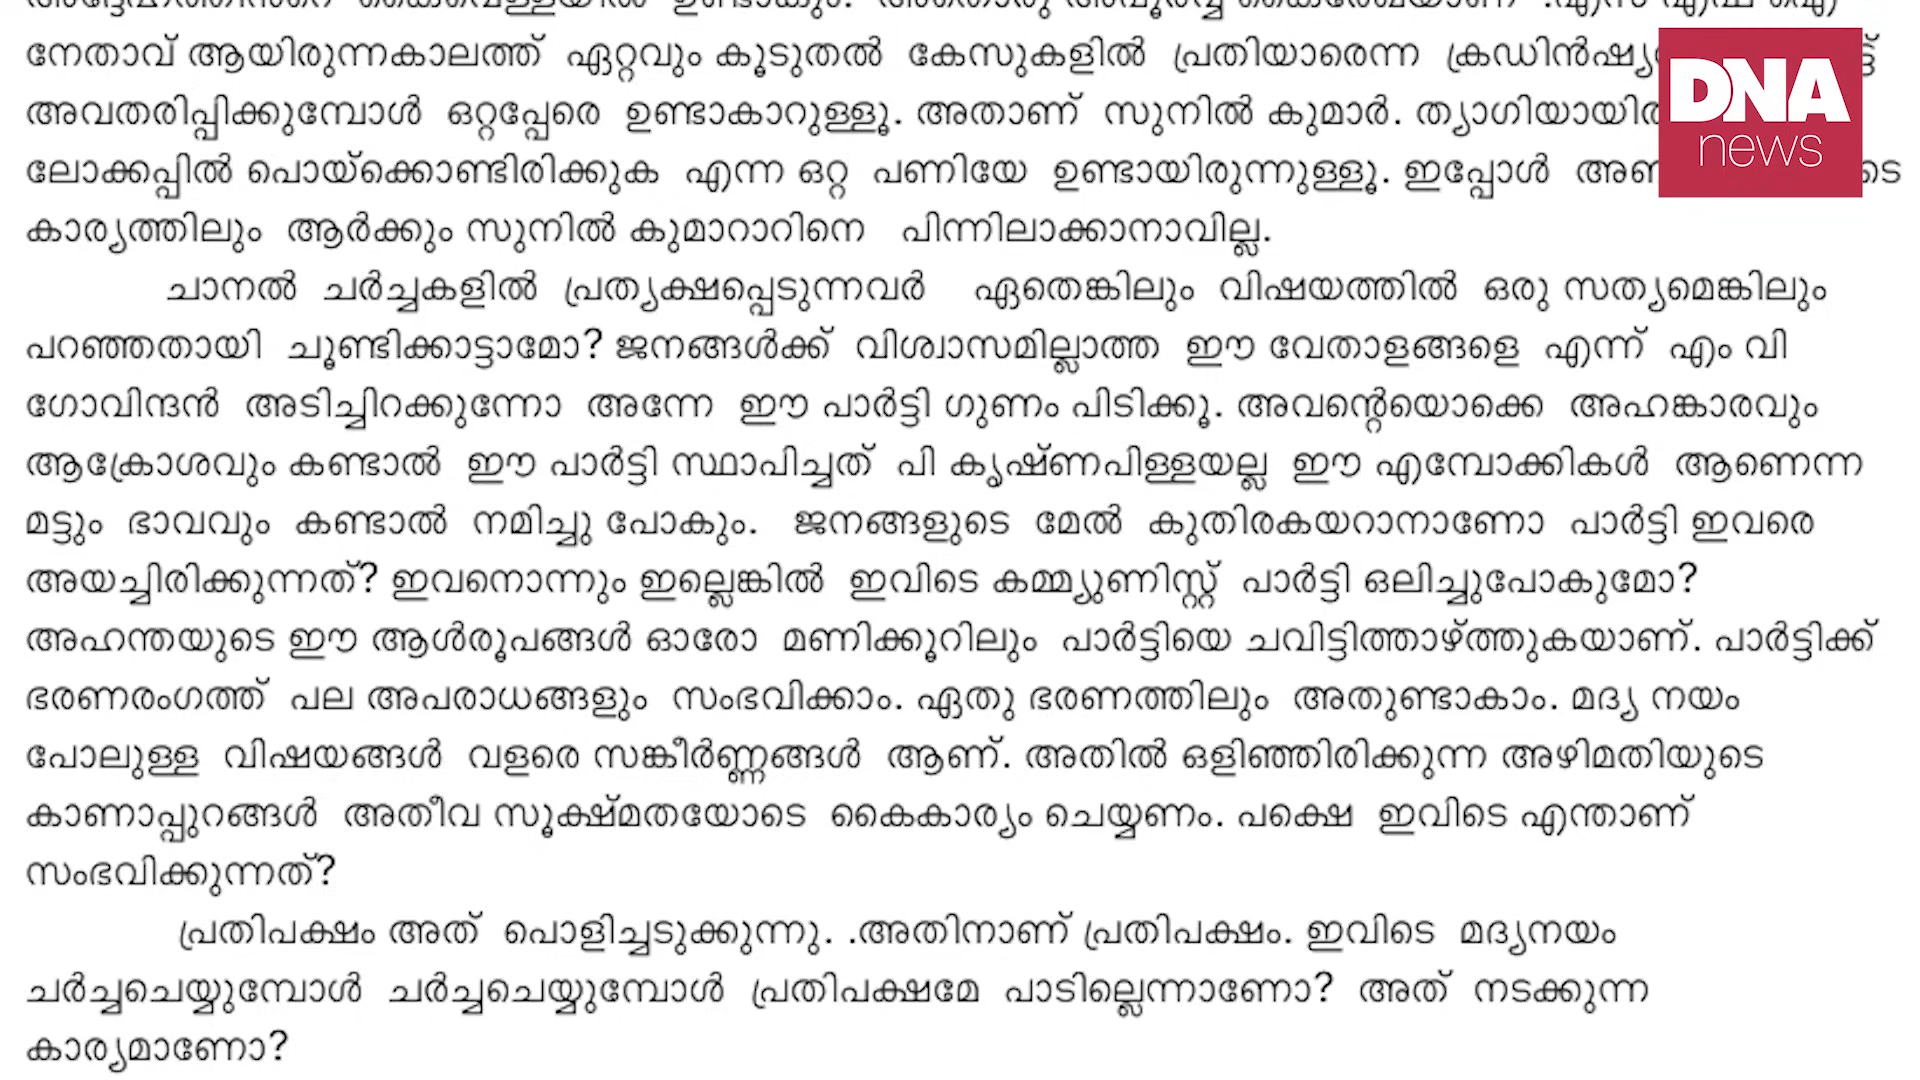 നേതാവ് ആയിരുന്നകാലത്ത് ഏറ്റവും കൂടുതൽ കേസുകളിൽ പ്രതിയാരെന്ന
അവതരിപ്പിക്കുമ്പോൾ ഒറ്റപ്പേരെ ഉണ്ടാകാറുള്ളൂ. അതാണ് സുനിൽ കുമാർ.
ലോക്കപ്പിൽ പൊയ്ക്കൊണ്ടിരിക്കുക എന്ന ഒറ്റ പണിയേ ഉണ്ടായിരുന്നുള്ളൂ. ഇപ്പോൾ
കാര്യത്തിലും ആർക്കും സുനിൽ കുമാറാറിനെ പിന്നിലാക്കാനാവില്ല.
ചാനൽ ചർച്ചകളിൽ പ്രത്യക്ഷപ്പെടുന്നവർ ഏതെങ്കിലും വിഷയത്തിൽ ഒരു സത്യമെങ്കിലും
പറഞ്ഞതായി ചൂണ്ടിക്കാട്ടാമോ? ജനങ്ങൾക്ക് വിശ്വാസമില്ലാത്ത ഈ വേതാളങ്ങളെ എന്ന് എം വി
ഗോവിന്ദൻ അടിച്ചിറക്കുന്നോ അന്നേ ഈ പാർട്ടി ഗുണം പിടിക്കൂ. അവന്റെയൊക്കെ അഹങ്കാരവും
ആക്രോശവും കണ്ടാൽ ഈ പാർട്ടി സ്ഥാപിച്ചത് പി കൃഷ്ണപിള്ളയല്ല ഈ എമ്പോക്കികൾ ആണെന്ന
മട്ടും ഭാവവും കണ്ടാൽ നമിച്ചു പോകും. ജനങ്ങളുടെ മേൽ കുതിരകയറാനാണോ പാർട്ടി ഇവരെ
അയച്ചിരിക്കുന്നത്? ഇവനൊന്നും ഇല്ലെങ്കിൽ ഇവിടെ കമ്മ്യുണിസ്റ്റ് പാർട്ടി ഒലിച്ചുപോകുമോ?
അഹന്തയുടെ ഈ ആൾരൂപങ്ങൾ ഓരോ മണിക്കൂറിലും പാർട്ടിയെ ചവിട്ടിത്താഴ്ത്തുകയാണ്. പാർട്ടിക്ക്
ഭരണരംഗത്ത് പല അപരാധങ്ങളും സംഭവിക്കാം. ഏതു ഭരണത്തിലും അതുണ്ടാകാം. മദ്യ നയം
പോലുള്ള വിഷയങ്ങൾ വളരെ സങ്കീർണ്ണങ്ങൾ ആണ്. അതിൽ ഒളിഞ്ഞിരിക്കുന്ന അഴിമതിയുടെ
കാണാപ്പുറങ്ങൾ അതീവ സൂക്ഷ്മതയോടെ കൈകാര്യം ചെയ്യണം. പക്ഷെ ഇവിടെ എന്താണ്
സംഭവിക്കുന്നത്?
പ്രതിപക്ഷം അത് പൊളിച്ചടുക്കുന്നു. .അതിനാണ് പ്രതിപക്ഷം. ഇവിടെ മദ്യനയം
ചർച്ചചെയ്യുമ്പോൾ ചർച്ചചെയ്യുമ്പോൾ പ്രതിപക്ഷമേ പാടില്ലെന്നാണോ? അത് നടക്കുന്ന
കാര്യമാണോ?
DNA
news